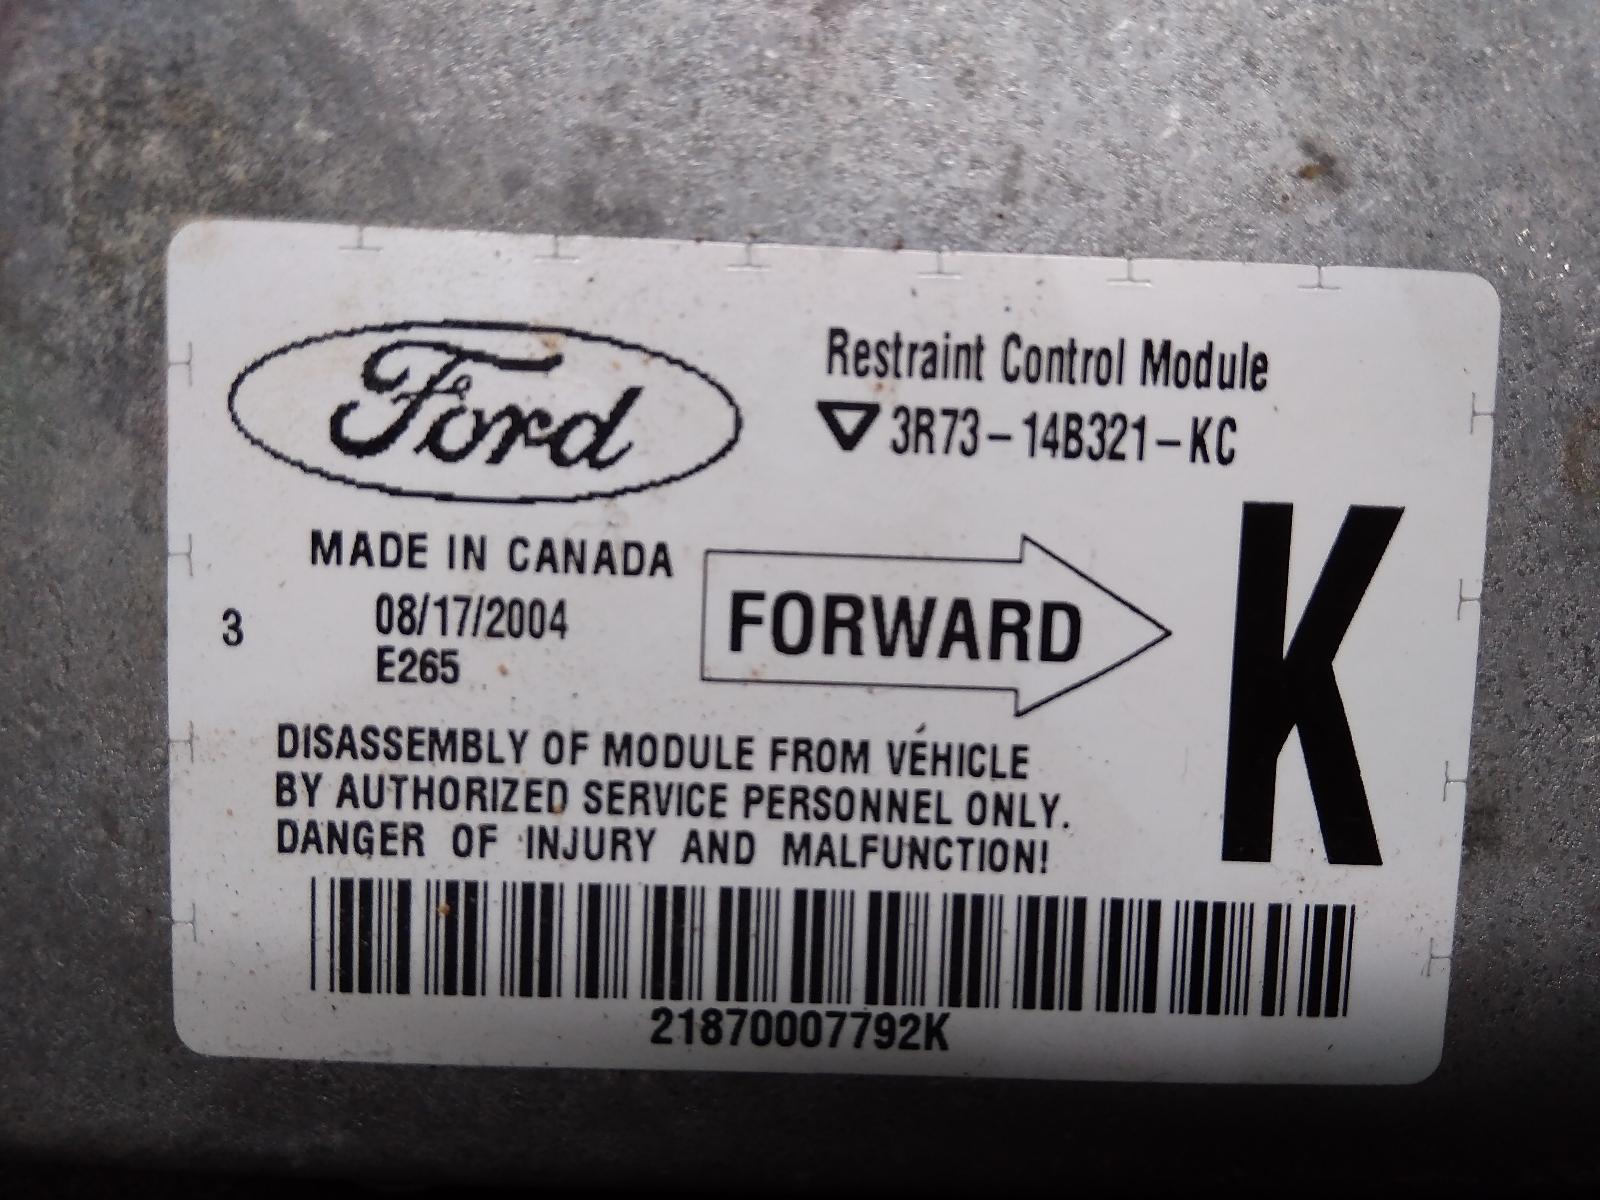 Ford
Restraint Control Module
3R73-14B321-KC
MADE IN CANADA
08/17/2004
3
E265
FORWARD
K
DISASSEMBLY OF MODULE FROM VEHICLE
BY AUTHORIZED SERVICE PERSONNEL ONLY.
DANGER OF INJURY AND MALFUNCTION!
21870007792K